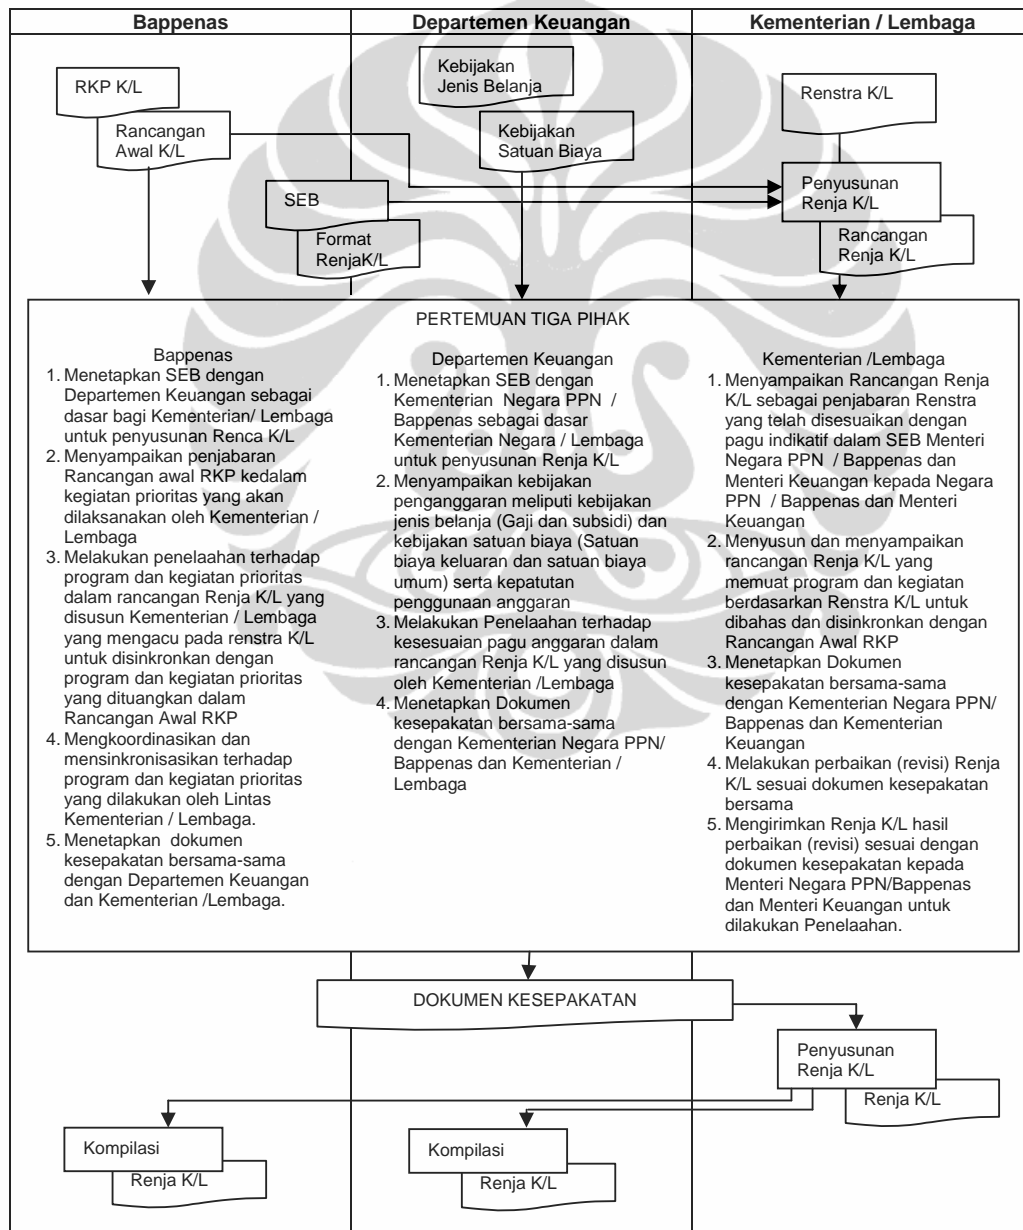 Bappenas
Departemen Keuangan
Kementerian / Lembaga
RKP K/L
Rancangan
Awal K/L
Kebijakan
Jenis Belanja
Kebijakan
Satuan Biaya
SEB
Format
RenjaK/L
Renstra K/L
Penyusunan
Renja K/L
Rancangan
Renja K/L
PERTEMUAN TIGA PIHAK
Bappenas
1. Menetapkan SEB dengan
Departemen Keuangan sebagai
dasar bagi Kementerian/ Lembaga
untuk penyusunan Renca K/L
2. Menyampaikan penjabaran
Rancangan awal RKP kedalam
kegiatan prioritas yang akan
dilaksanakan oleh Kementerian /
Lembaga
3. Melakukan penelaahan terhadap
program dan kegiatan prioritas
dalam rancangan Renja K/L yang
disusun Kementerian / Lembaga
yang mengacu pada renstra K/L
untuk disinkronkan dengan
program dan kegiatan prioritas
yang dituangkan dalam
Rancangan Awal RKP
4. Mengkoordinasikan dan
mensinkronisasikan terhadap
program dan kegiatan prioritas
yang dilakukan oleh Lintas
Kementerian / Lembaga.
5. Menetapkan dokumen
kesepakatan bersama-sama
dengan Departemen Keuangan
dan Kementerian /Lembaga.
Departemen Keuangan
1. Menetapkan SEB dengan
Kementerian Negara PPN /
Bappenas sebagai dasar
Kementerian Negara / Lembaga
untuk penyusunan Renja K/L
2. Menyampaikan kebijakan
penganggaran meliputi kebijakan
jenis belanja (Gaji dan subsidi) dan
kebijakan satuan biaya (Satuan
biaya keluaran dan satuan biaya
umum) serta kepatutan
penggunaan anggaran
3. Melakukan Penelaahan terhadap
kesesuaian pagu anggaran dalam
rancangan Renja K/L yang disusun
oleh Kementerian /Lembaga
4. Menetapkan Dokumen
kesepakatan bersama-sama
dengan Kementerian Negara PPN/
Bappenas dan Kementerian /
Lembaga
Kementerian /Lembaga
1. Menyampaikan Rancangan Renja
K/L sebagai penjabaran Renstra
yang telah disesuaikan dengan
pagu indikatif dalam SEB Menteri
Negara PPN / Bappenas dan
Menteri Keuangan kepada Negara
PPN / Bappenas dan Menteri
Keuangan
2. Menyusun dan menyampaikan
rancangan Renja K/L yang
memuat program dan kegiatan
berdasarkan Renstra K/L untuk
dibahas dan disinkronkan dengan
Rancangan Awal RKP
3. Menetapkan Dokumen
kesepakatan bersama-sama
dengan Kementerian Negara PPN/
Bappenas dan Kementerian
Keuangan
4. Melakukan perbaikan (revisi) Renja
K/L sesuai dokumen kesepakatan
bersama
5. Mengirimkan Renja K/L hasil
perbaikan (revisi) sesuai dengan
dokumen kesepakatan kepada
Menteri Negara PPN/Bappenas
dan Menteri Keuangan untuk
dilakukan Penelaahan.
DOKUMEN KESEPAKATAN
Penyusunan
Renja K/L
Renja K/L
Kompilasi
Renja K/L
Kompilasi
Renja K/L